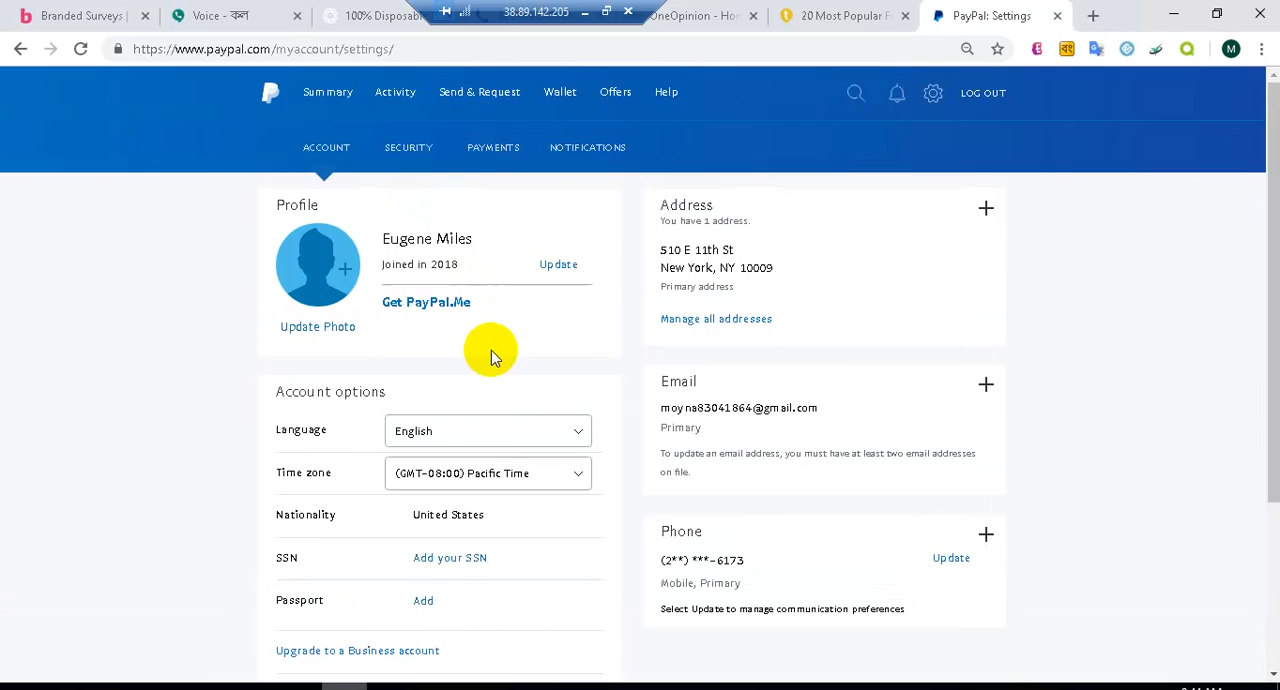 Branded Surveys |
Voice - কল
100% Disposab
38.89.142.205
OneOpinion - Ho
20 Most Popular F
PayPal: Settings
https://www.paypal.com/myaccount/settings/
বাং
M
Summary Activity Send & Request Wallet Offers Help LOG OUT
ACCOUNT SECURITY PAYMENTS NOTIFICATIONS
Profile
Eugene Miles
Joined in 2018 Update
Get PayPal.Me
Update Photo
Account options
Language English
Time zone (GMT-08:00) Pacific Time
Nationality United States
SSN Add your SSN
Passport Add
Upgrade to a Business account
Address
You have 1 address.
510 E 11th St
New York, NY 10009
Primary address
Manage all addresses
Email
moyna83041864@gmail.com
Primary
To update an email address, you must have at least two email addresses
on file.
Phone
(2**) ***-6173 Update
Mobile, Primary
Select Update to manage communication preferences